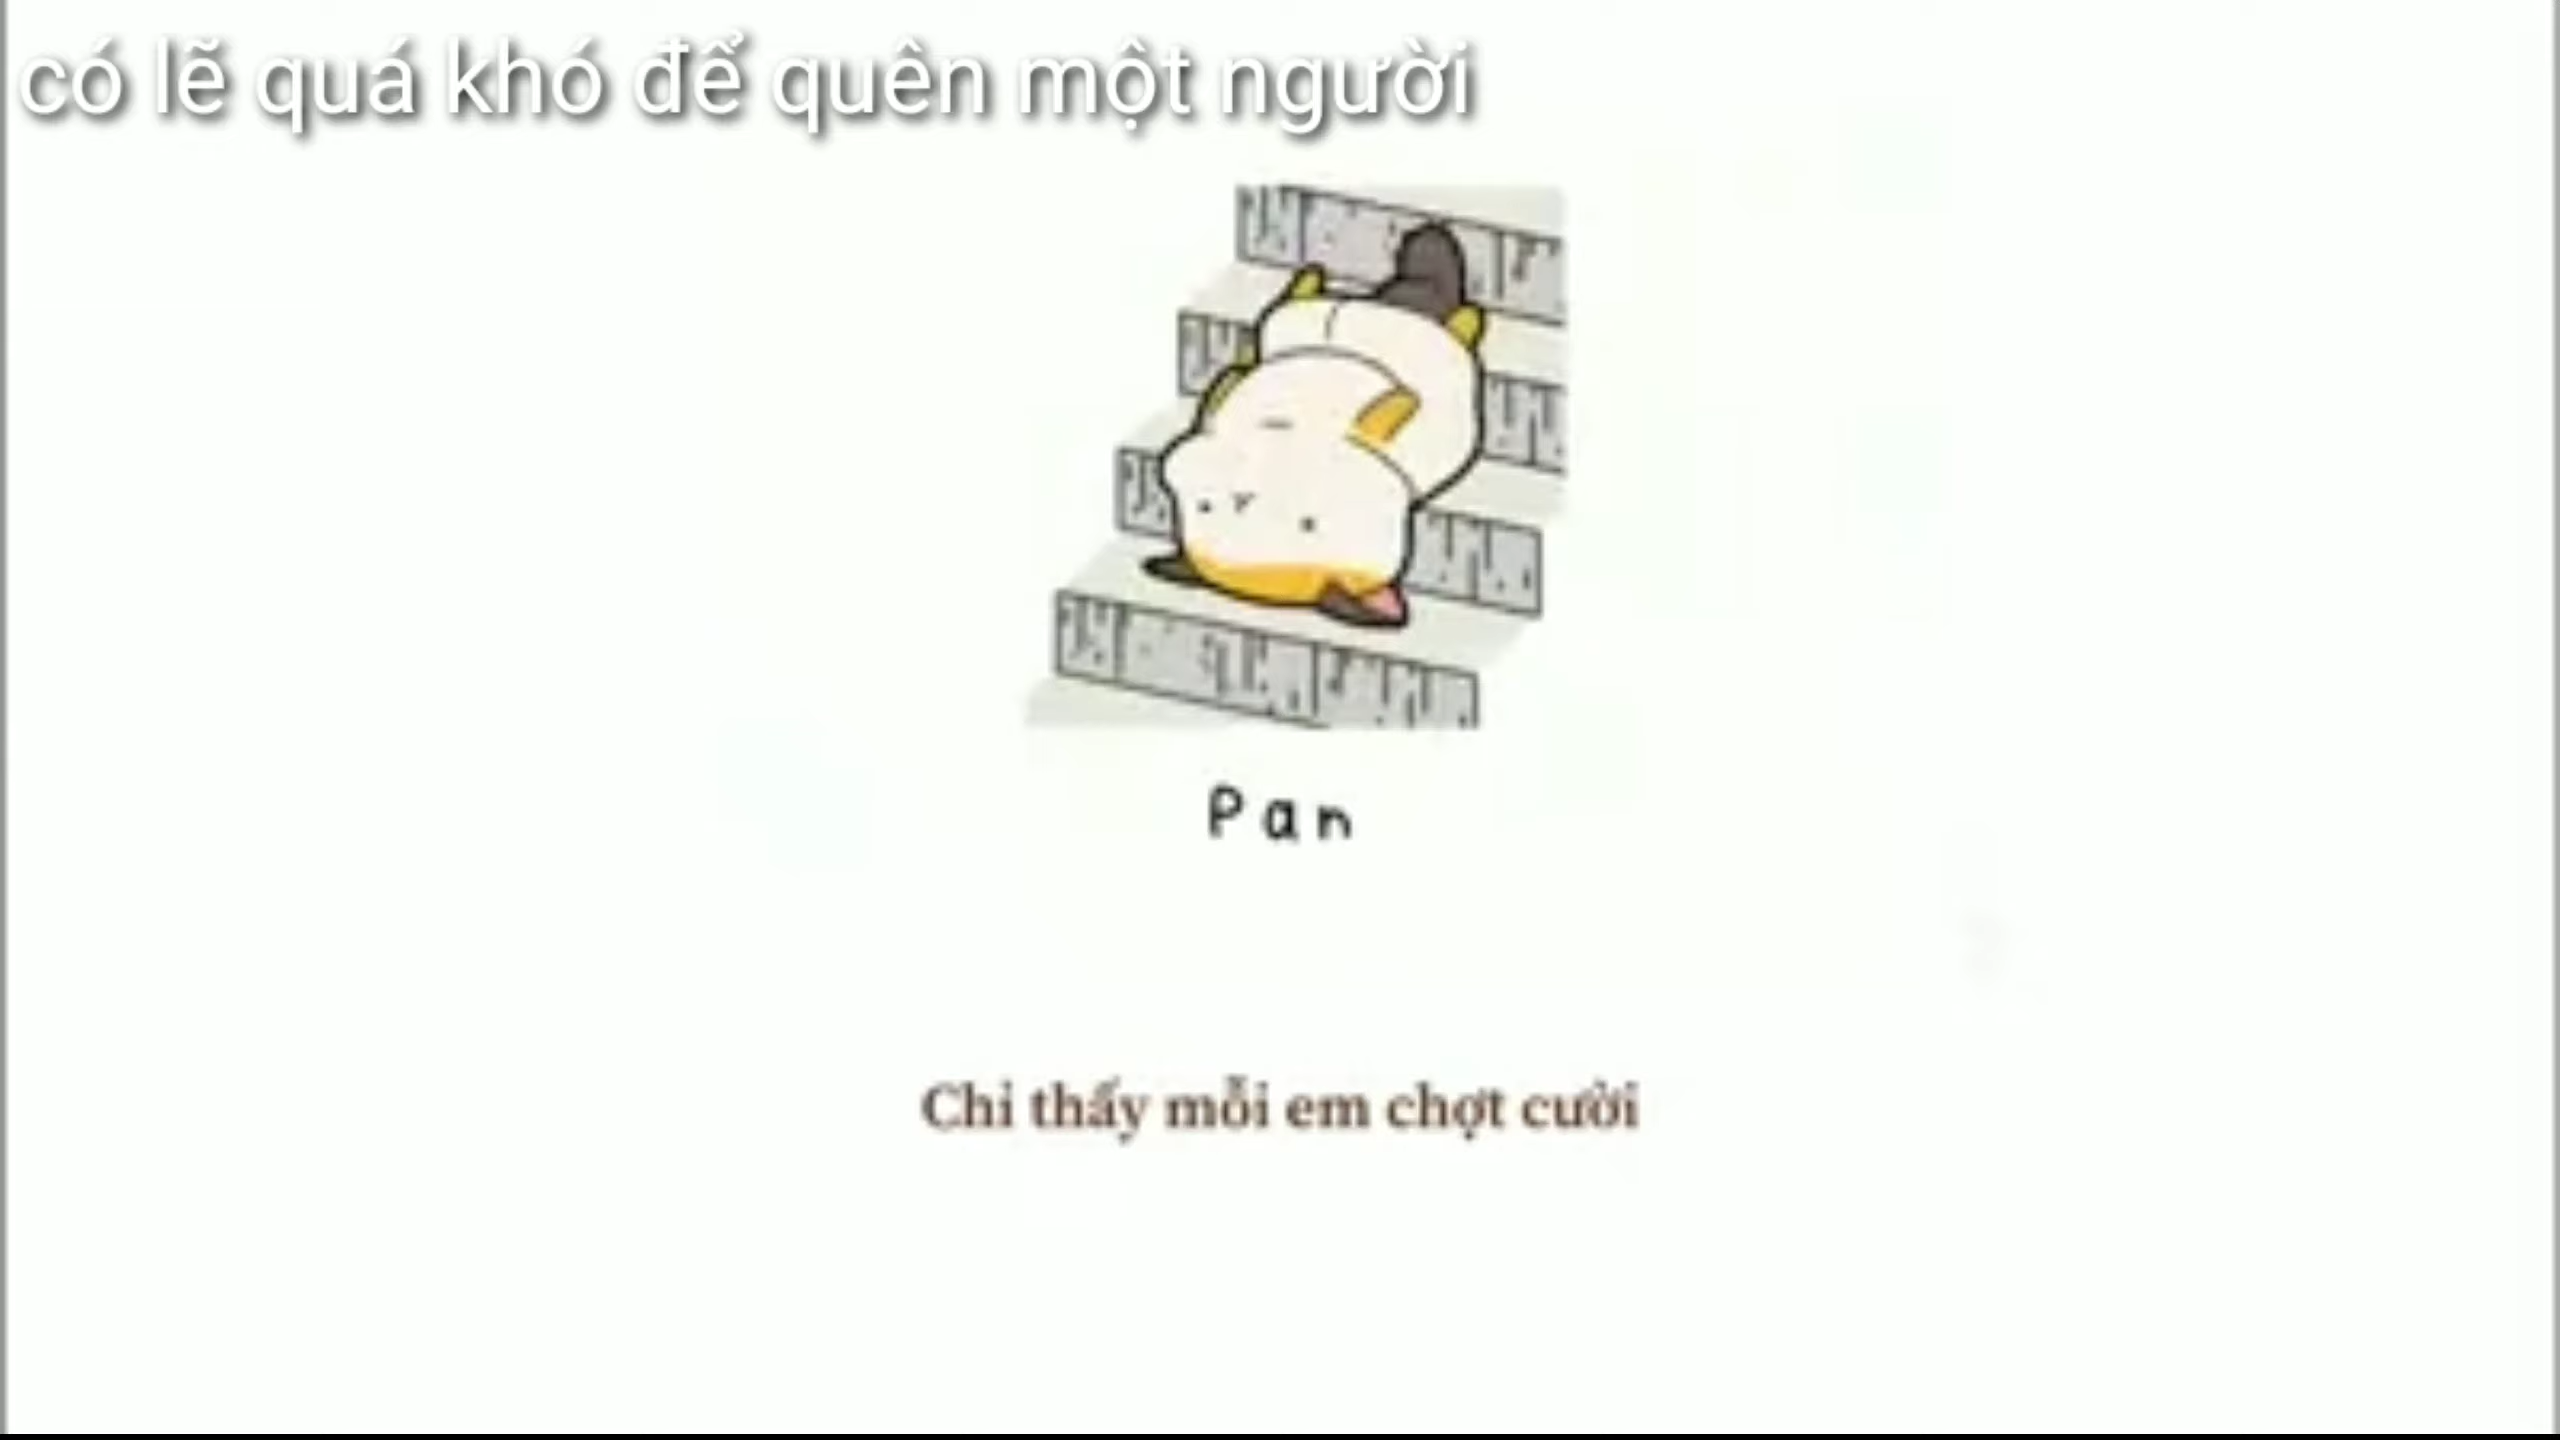 có lẽ quá khó để quên một người
Pan
Chỉ thấy mỗi em chợt cười